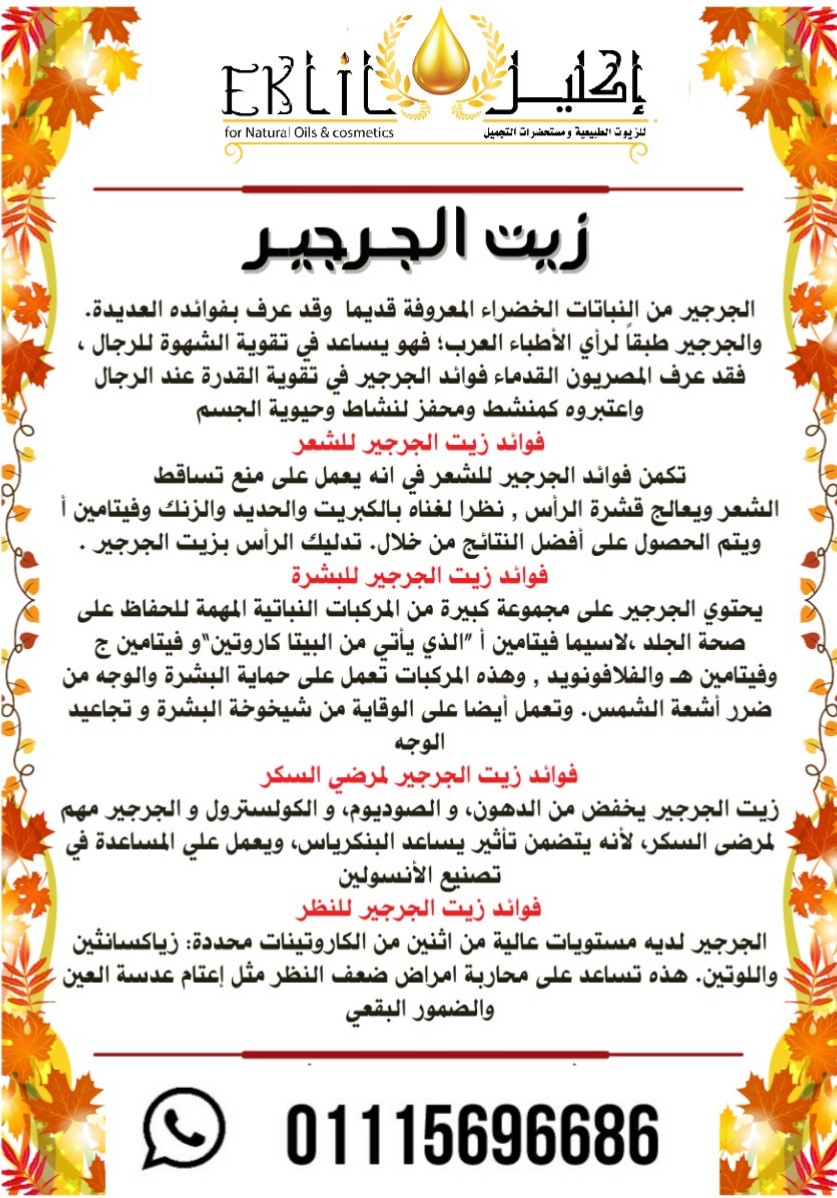 EKLIL إكليل
for Natural Oils & cosmetics للزيوت الطبيعية ومستحضرات التجميل
زيت الجرجير
الجرجير من النباتات الخضراء المعروفة قديما وقد عرف بفوائده العديدة.
والجرجير طبقاً لرأي الأطباء العرب؛ فهو يساعد في تقوية الشهوة للرجال ،
فقد عرف المصريون القدماء فوائد الجرجير في تقوية القدرة عند الرجال
واعتبروه كمنشط ومحفز لنشاط وحيوية الجسم
فوائد زيت الجرجير للشعر
تكمن فوائد الجرجير للشعر في انه يعمل على منع تساقط
الشعر ويعالج قشرة الرأس , نظرا لغناه بالكبريت والحديد والزنك وفيتامين أ
ويتم الحصول على أفضل النتائج من خلال. تدليك الرأس بزيت الجرجير .
فوائد زيت الجرجير للبشرة
يحتوي الجرجير على مجموعة كبيرة من المركبات النباتية المهمة للحفاظ على
صحة الجلد ،لاسيما فيتامين أ "الذي يأتي من البيتا كاروتين"و فيتامين ج
وفيتامين هـ والفلافونويد , وهذه المركبات تعمل على حماية البشرة والوجه من
ضرر أشعة الشمس. وتعمل أيضا على الوقاية من شيخوخة البشرة و تجاعيد
الوجه
فوائد زيت الجرجير لمرضي السكر
زيت الجرجير يخفض من الدهون، و الصوديوم، و الكولسترول و الجرجير مهم
لمرضى السكر، لأنه يتضمن تأثير يساعد البنكرياس، ويعمل علي المساعدة في
تصنيع الأنسولين
فوائد زيت الجرجير للنظر
الجرجير لديه مستويات عالية من اثنين من الكاروتينات محددة: زياكسانثين
واللوتين. هذه تساعد على محاربة امراض ضعف النظر مثل إعتام عدسة العين
والضمور البقعي
01115696686